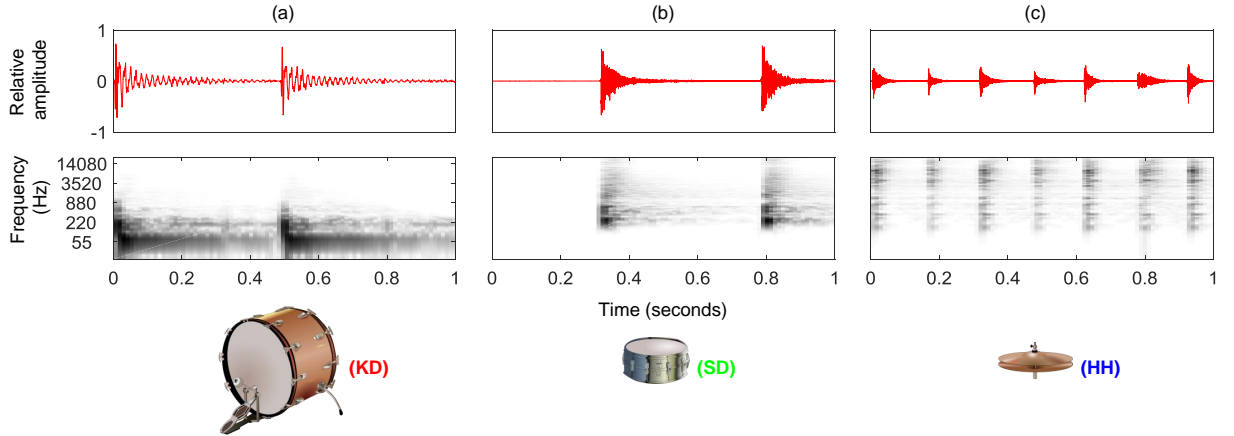 (a) (b) (c)
Relative
amplitude
1
0
-1
Frequency
(Hz)
14080
3520
880
220
55
0 0.2 0.4 0.6 0.8 1
0 0.2 0.4 0.6 0.8 1
0 0.2 0.4 0.6 0.8 1
Time (seconds)
(KD) (SD) (HH)